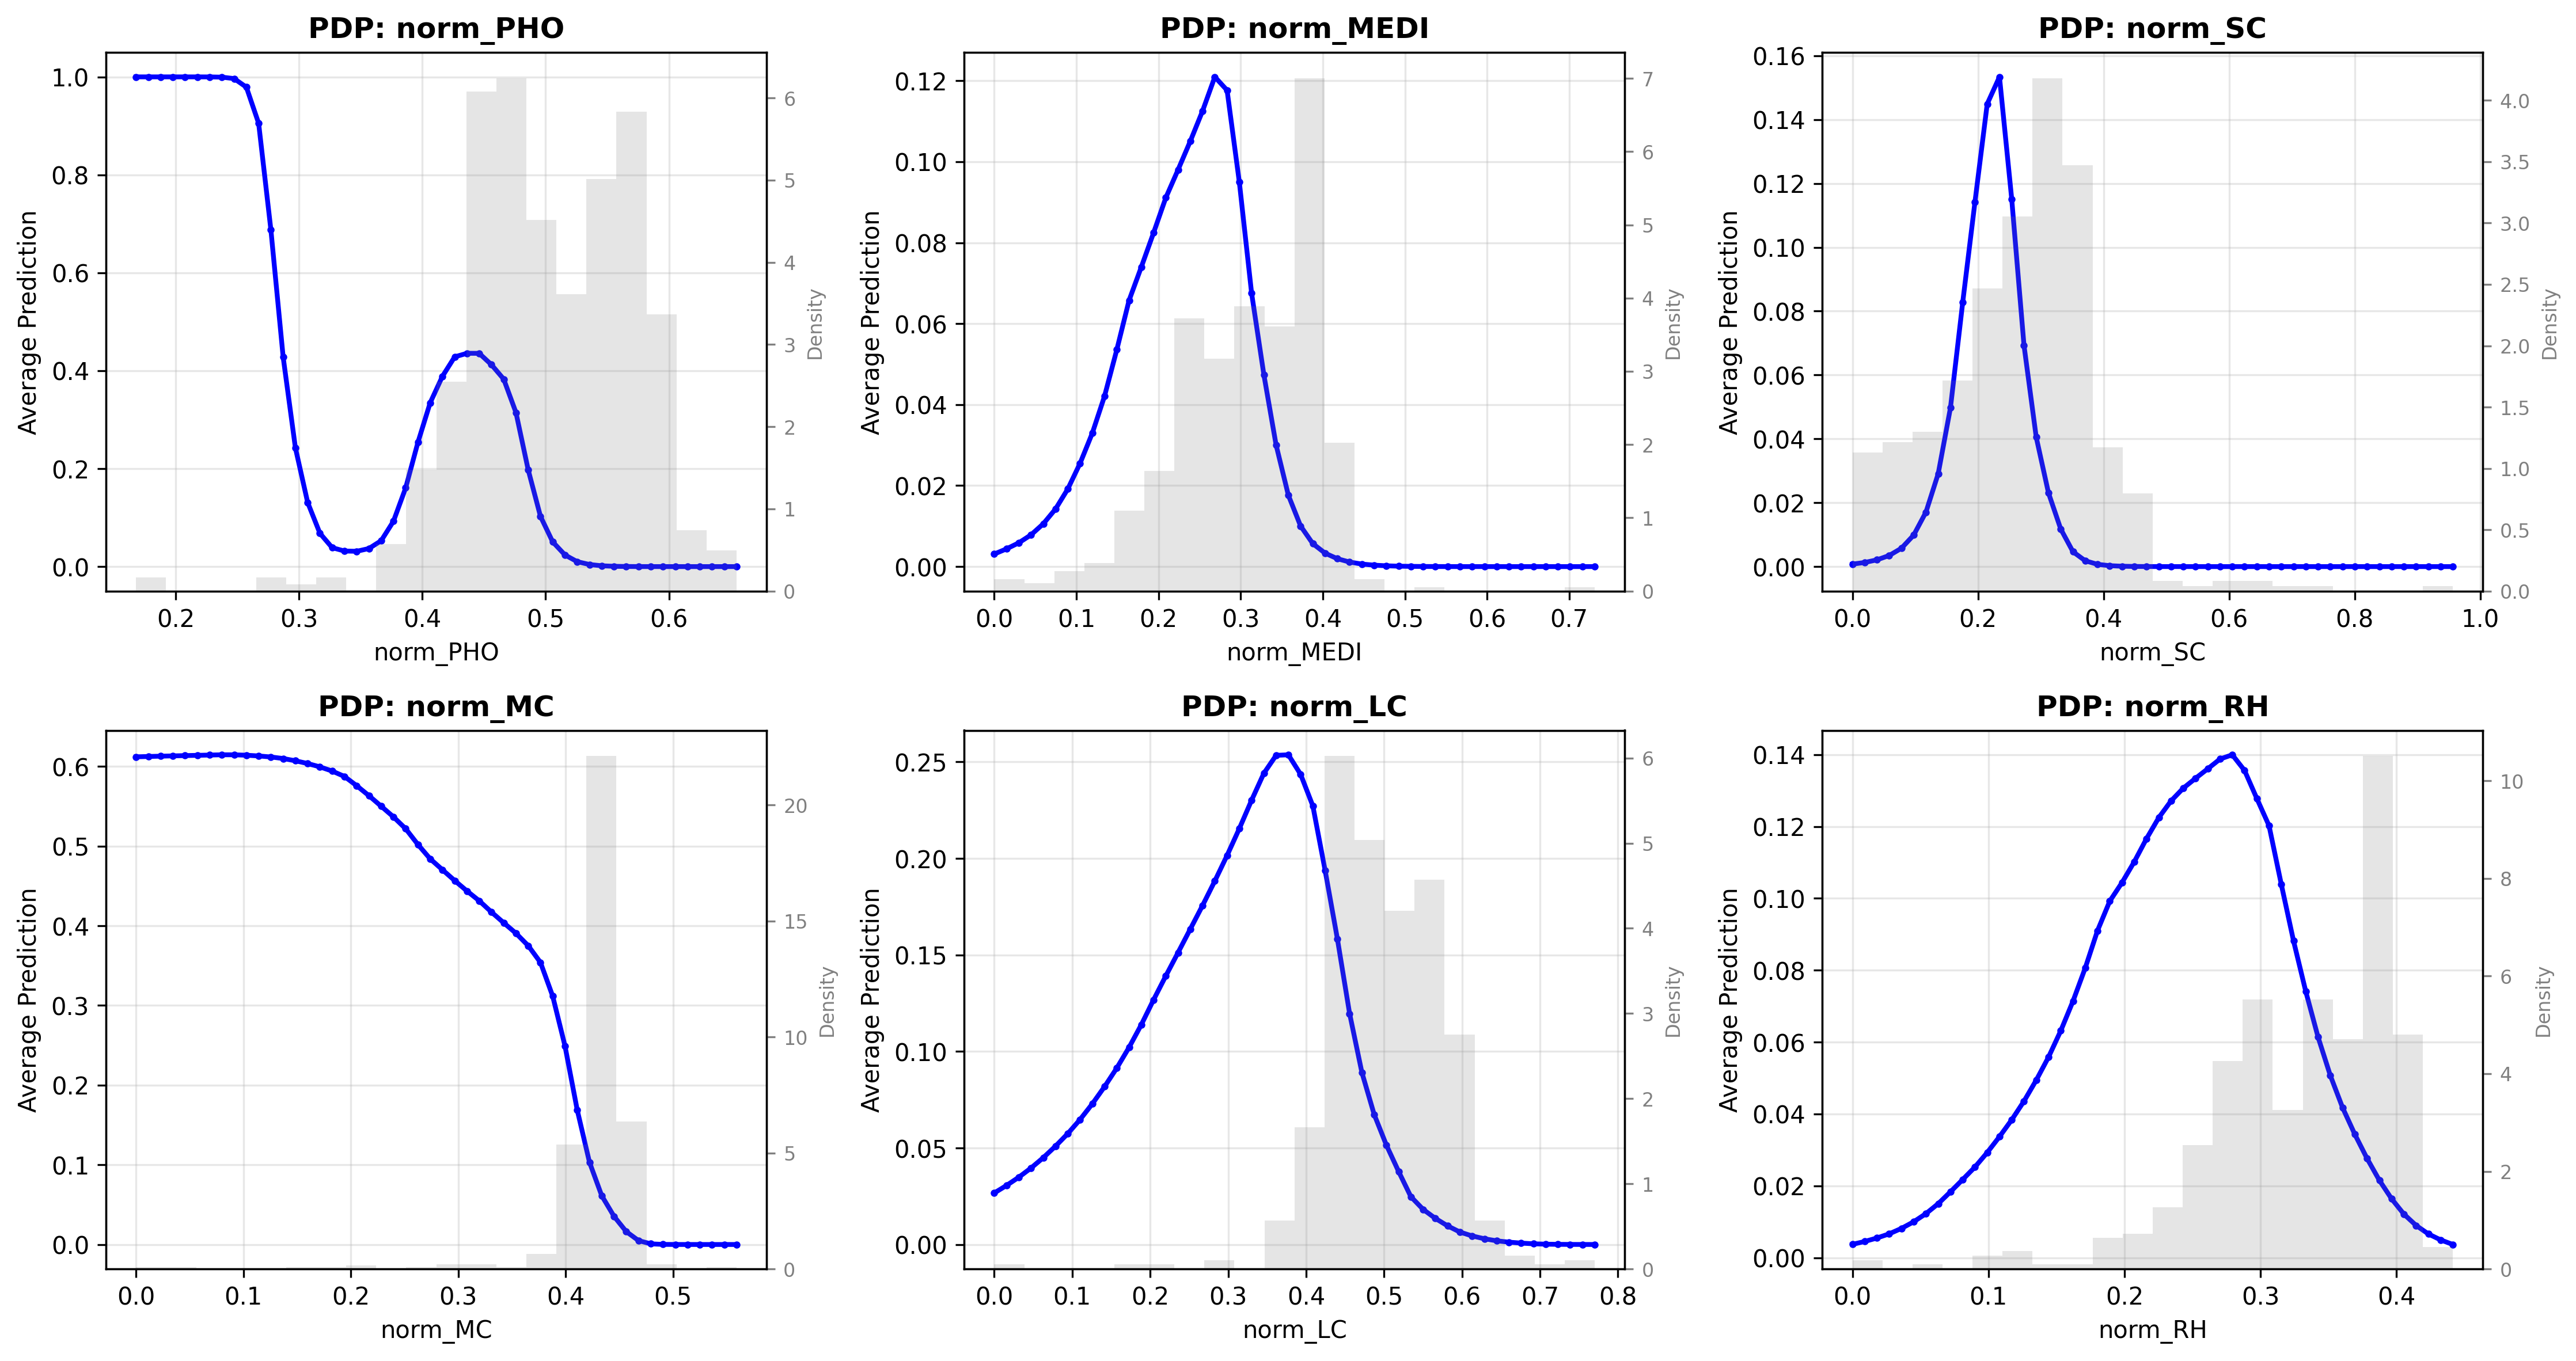 PDP: norm_PHO
1.0
0.8
0.6
0.4
0.2
0.0
Average Prediction
6
5
4
3
2
1
0
Density
0.2 0.3 0.4 0.5 0.6
norm_PHO
PDP: norm_MEDI
0.12
0.10
0.08
0.06
0.04
0.02
0.00
Average Prediction
7
6
5
4
3
2
1
0
Density
0.0 0.1 0.2 0.3 0.4 0.5 0.6 0.7
norm_MEDI
PDP: norm_SC
0.16
0.14
0.12
0.10
0.08
0.06
0.04
0.02
0.00
Average Prediction
4.0
3.5
3.0
2.5
2.0
1.5
1.0
0.5
0.0
Density
0.0 0.2 0.4 0.6 0.8 1.0
norm_SC
PDP: norm_MC
0.6
0.5
0.4
0.3
0.2
0.1
0.0
Average Prediction
20
15
10
5
0
Density
0.0 0.1 0.2 0.3 0.4 0.5
norm_MC
PDP: norm_LC
0.25
0.20
0.15
0.10
0.05
0.00
Average Prediction
6
5
4
3
2
1
0
Density
0.0 0.1 0.2 0.3 0.4 0.5 0.6 0.7 0.8
norm_LC
PDP: norm_RH
0.14
0.12
0.10
0.08
0.06
0.04
0.02
0.00
Average Prediction
10
8
6
4
2
0
Density
0.0 0.1 0.2 0.3 0.4
norm_RH